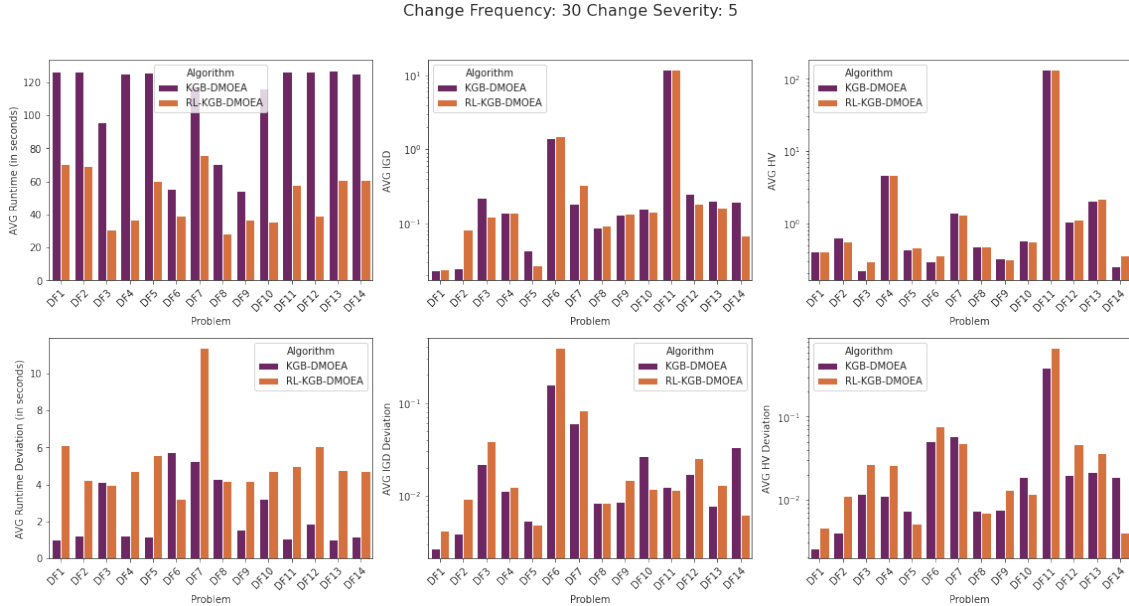 Change Frequency: 30 Change Severity: 5
AVG Runtime (in seconds)
120
100
80
60
40
20
0
Algorithm
KGB-DMOEA
RL-KGB-DMOEA
DF1 DF2 DF3 DF4 DF5 DF6 DF7 DF8 DF9 DF10 DF11 DF12 DF13 DF14
Problem
AVG IGD
10^1
10^0
10^-1
Algorithm
KGB-DMOEA
RL-KGB-DMOEA
DF1 DF2 DF3 DF4 DF5 DF6 DF7 DF8 DF9 DF10 DF11 DF12 DF13 DF14
Problem
AVG HV
10^2
10^1
10^0
Algorithm
KGB-DMOEA
RL-KGB-DMOEA
DF1 DF2 DF3 DF4 DF5 DF6 DF7 DF8 DF9 DF10 DF11 DF12 DF13 DF14
Problem
AVG Runtime Deviation (in seconds)
10
8
6
4
2
0
Algorithm
KGB-DMOEA
RL-KGB-DMOEA
DF1 DF2 DF3 DF4 DF5 DF6 DF7 DF8 DF9 DF10 DF11 DF12 DF13 DF14
Problem
AVG IGD Deviation
10^-1
10^-2
Algorithm
KGB-DMOEA
RL-KGB-DMOEA
DF1 DF2 DF3 DF4 DF5 DF6 DF7 DF8 DF9 DF10 DF11 DF12 DF13 DF14
Problem
AVG HV Deviation
10^-1
10^-2
Algorithm
KGB-DMOEA
RL-KGB-DMOEA
DF1 DF2 DF3 DF4 DF5 DF6 DF7 DF8 DF9 DF10 DF11 DF12 DF13 DF14
Problem